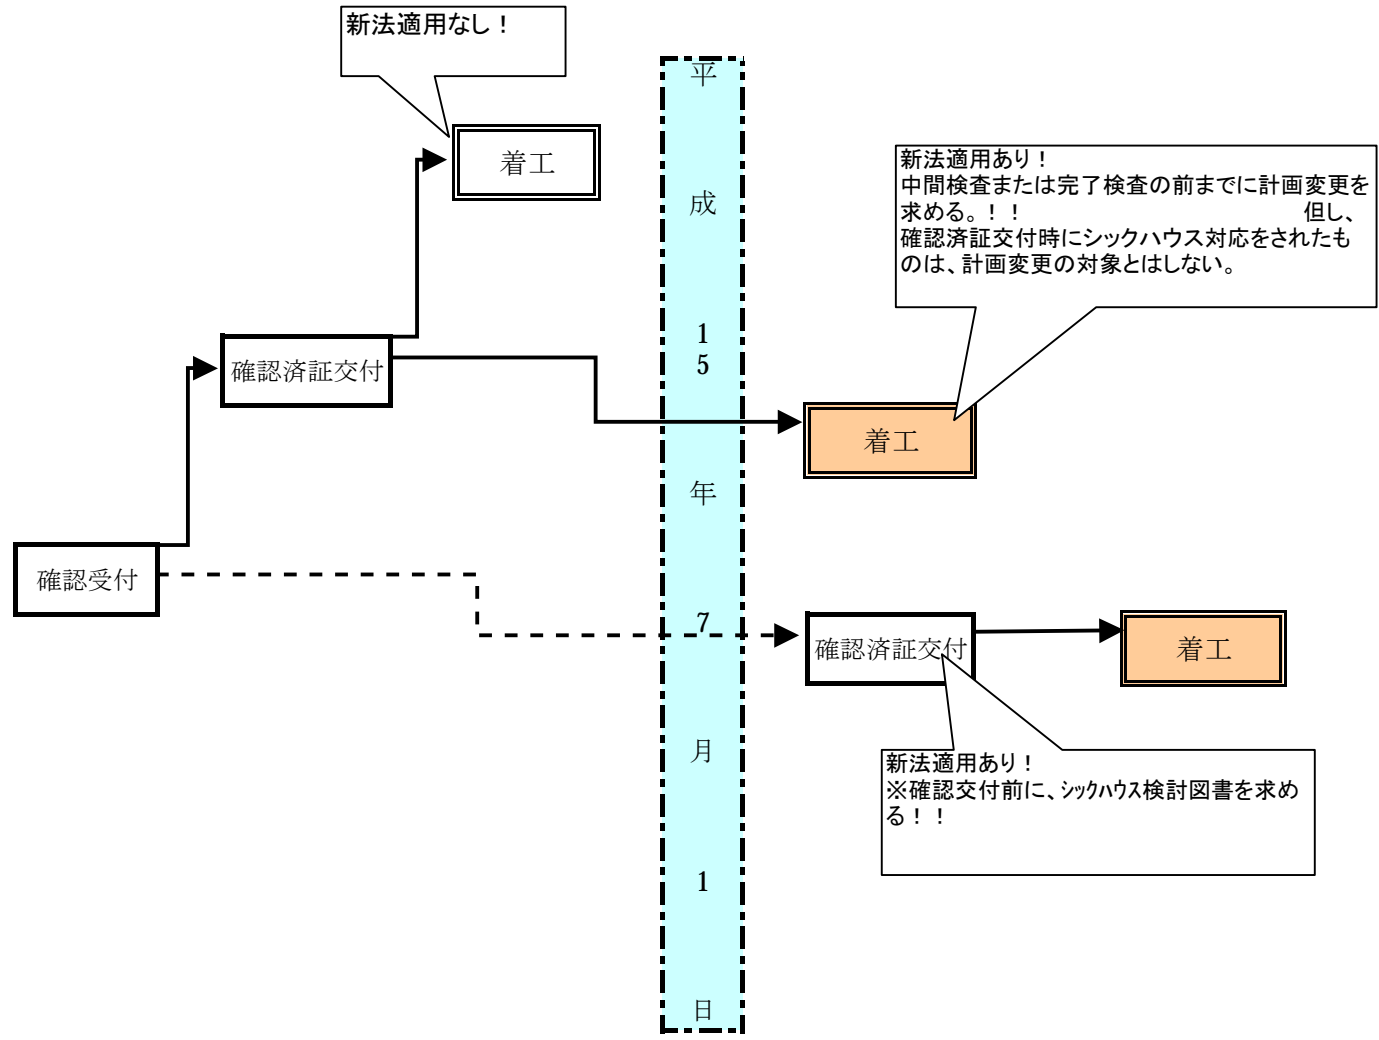 新法適用なし！
着工
新法適用あり！
中間検査または完了検査の前までに計画変更を
求める。！！　但し、
確認済証交付時にシックハウス対応をされたも
のは、計画変更の対象とはしない。
確認済証交付
着工
確認受付
確認済証交付
着工
新法適用あり！
※確認交付前に、ｼｯｸﾊｳｽ検討図書を求め
る！！
平
成
1
5
年
7
月
1
日